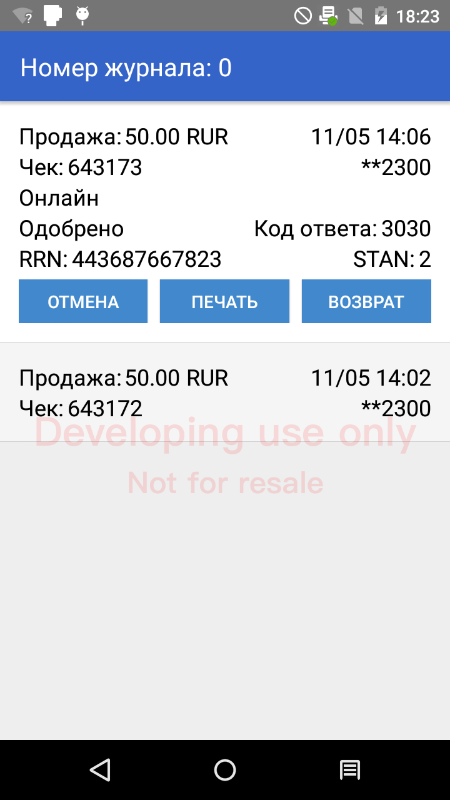 18:23
Номер журнала: 0
Продажа: 50.00 RUR 11/05 14:06
Чек: 643173 **2300
Онлайн
Одобрено Код ответа: 3030
RRN: 443687667823 STAN: 2
ОТМЕНА ПЕЧАТЬ ВОЗВРАТ
Продажа: 50.00 RUR 11/05 14:02
Чек: 643172 **2300
Developing use only
Not for resale